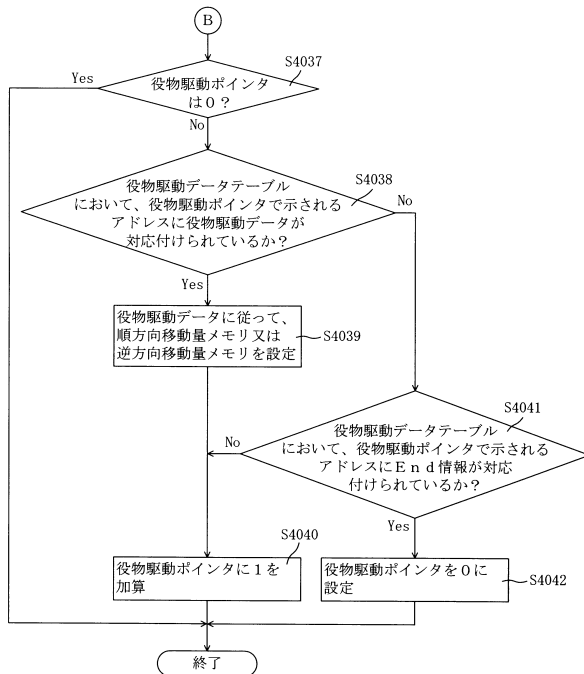 B
S4037
Yes
役物駆動ポインタ
は0？
No
S4038
役物駆動データテーブル
において、役物駆動ポインタで示される
アドレスに役物駆動データが
対応付けられているか？
No
Yes
役物駆動データに従って、
順方向移動量メモリ又は
逆方向移動量メモリを設定
S4039
S4041
役物駆動データテーブル
において、役物駆動ポインタで示される
アドレスにＥｎｄ情報が対応
付けられているか？
No
Yes
S4040
役物駆動ポインタに１を
加算
役物駆動ポインタを０に
設定
S4042
終了